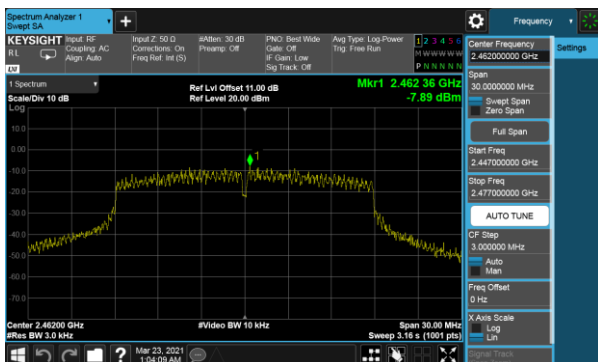 Spectrum Analyzer 1
Swept SA
+
Frequency
KEYSIGHT
RL
LXI
Input: RF
Coupling: AC
Align: Auto
Input Z: 50 Ω
Corrections: On
Freq Ref: Int (S)
#Atten: 30 dB
Preamp: Off
PNO: Best Wide
Gate: Off
IF Gain: Low
Sig Track: Off
Avg Type: Log-Power
Trig: Free Run
1 2 3 4 5 6
M W W W W W
P N N N N N
Center Frequency
2.462000000 GHz
Settings
Span
30.0000000 MHz
Swept Span
Zero Span
Full Span
Start Freq
2.447000000 GHz
Stop Freq
2.477000000 GHz
AUTO TUNE
CF Step
3.000000 MHz
Auto
Man
Freq Offset
0 Hz
X Axis Scale
Log
Lin
Signal Track
1 Spectrum
Scale/Div 10 dB
Log
Ref Lvl Offset 11.00 dB
Ref Level 20.00 dBm
Mkr1 2.462 36 GHz
-7.89 dBm
10.0
0.00
-10.0
-20.0
-30.0
-40.0
-50.0
-60.0
-70.0
1
Center 2.46200 GHz
#Res BW 3.0 kHz
#Video BW 10 kHz
Span 30.00 MHz
Sweep 3.16 s (1001 pts)
?
Mar 23, 2021
1:04:09 AM